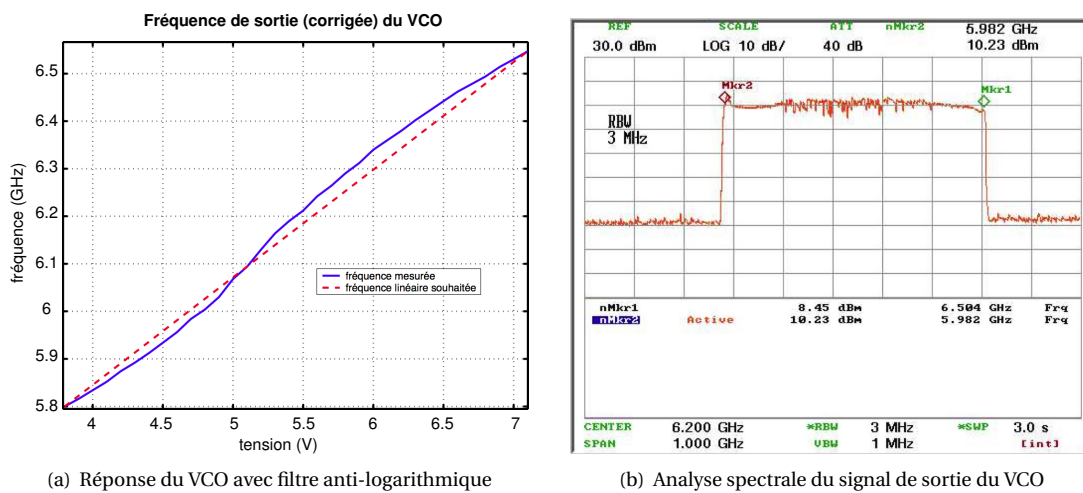 Fréquence de sortie (corrigée) du VCO
6.5
6.4
6.3
6.2
6.1
6
5.9
5.8
fréquence (GHz)
fréquence mesurée
fréquence linéaire souhaitée
4 4.5 5 5.5 6 6.5 7
tension (V)
(a) Réponse du VCO avec filtre anti-logarithmique
REF SCALE ATT nMkr2 5.982 GHz
30.0 dBm LOG 10 dB/ 40 dB 10.23 dBm
Mkr2 Mkr1
RBW
3 MHz
nMkr1 8.45 dBm 6.504 GHz Frq
nMkr2 Active 10.23 dBm 5.982 GHz Frq
CENTER 6.200 GHz *RBW 3 MHz *SWP 3.0 s
SPAN 1.000 GHz VBW 1 MHz [int]
(b) Analyse spectrale du signal de sortie du VCO